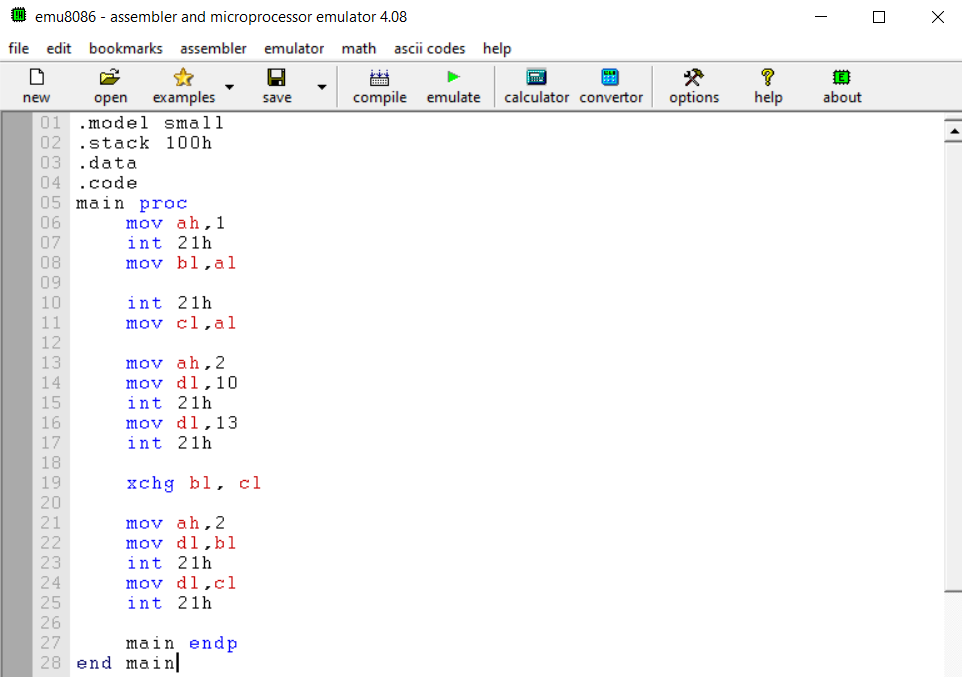 emu8086 - assembler and microprocessor emulator 4.08
file edit bookmarks assembler emulator math ascii codes help
new open examples save compile emulate calculator convertor options help about
01 .model small
02 .stack 100h
03 .data
04 .code
05 main proc
06 mov ah,1
07 int 21h
08 mov bl,al
09
10 int 21h
11 mov cl,al
12
13 mov ah,2
14 mov dl,10
15 int 21h
16 mov dl,13
17 int 21h
18
19 xchg bl, cl
20
21 mov ah,2
22 mov dl,bl
23 int 21h
24 mov dl,cl
25 int 21h
26
27 main endp
28 end main